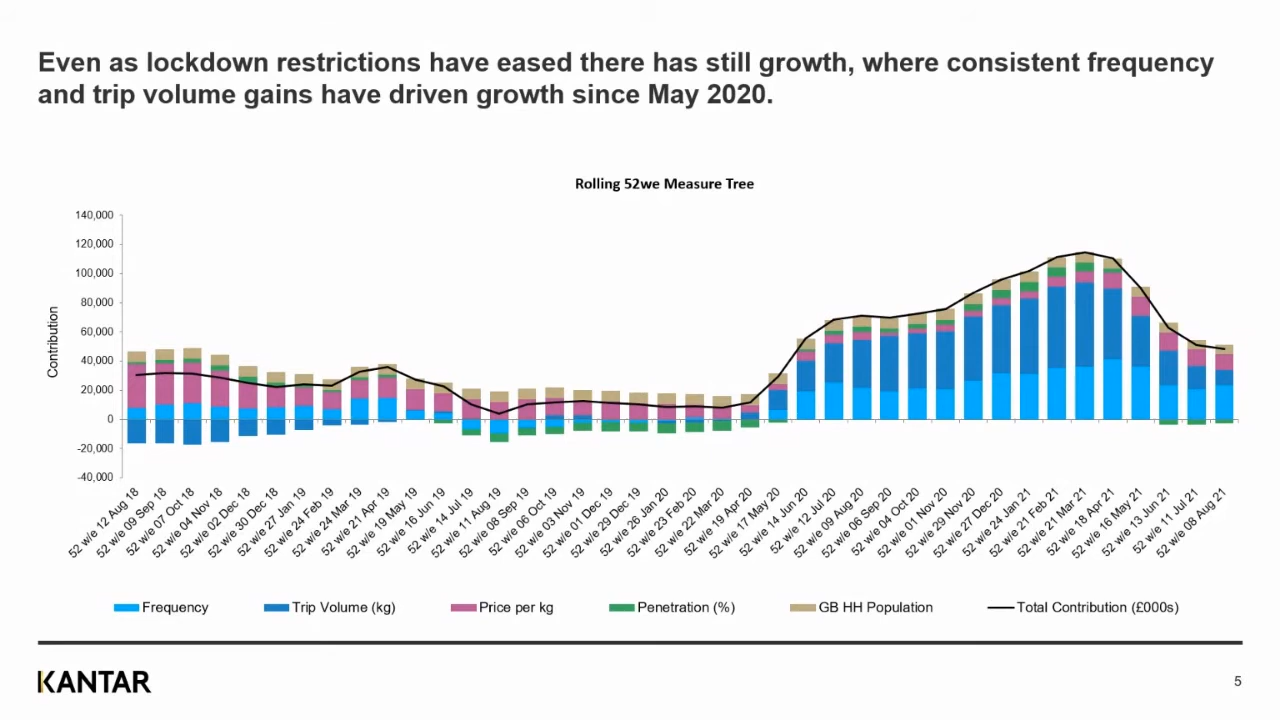 Even as lockdown restrictions have eased there has still growth, where consistent frequency
and trip volume gains have driven growth since May 2020.
Rolling 52we Measure Tree
Contribution
140,000
120,000
100,000
80,000
60,000
40,000
20,000
0
-20,000
-40,000
52 w/e 12 Aug 18
52 w/e 09 Sep 18
52 w/e 07 Oct 18
52 w/e 04 Nov 18
52 w/e 02 Dec 18
52 w/e 30 Dec 18
52 w/e 27 Jan 19
52 w/e 24 Feb 19
52 w/e 24 Mar 19
52 w/e 21 Apr 19
52 w/e 19 May 19
52 w/e 16 Jun 19
52 w/e 14 Jul 19
52 w/e 11 Aug 19
52 w/e 08 Sep 19
52 w/e 06 Oct 19
52 w/e 03 Nov 19
52 w/e 01 Dec 19
52 w/e 29 Dec 19
52 w/e 26 Jan 20
52 w/e 23 Feb 20
52 w/e 22 Mar 20
52 w/e 19 Apr 20
52 w/e 17 May 20
52 w/e 14 Jun 20
52 w/e 12 Jul 20
52 w/e 09 Aug 20
52 w/e 06 Sep 20
52 w/e 04 Oct 20
52 w/e 01 Nov 20
52 w/e 29 Nov 20
52 w/e 27 Dec 20
52 w/e 24 Jan 21
52 w/e 21 Feb 21
52 w/e 21 Mar 21
52 w/e 18 Apr 21
52 w/e 16 May 21
52 w/e 13 Jun 21
52 w/e 11 Jul 21
52 w/e 08 Aug 21
Frequency
Trip Volume (kg)
Price per kg
Penetration (%)
GB HH Population
Total Contribution (£000s)
KANTAR
5